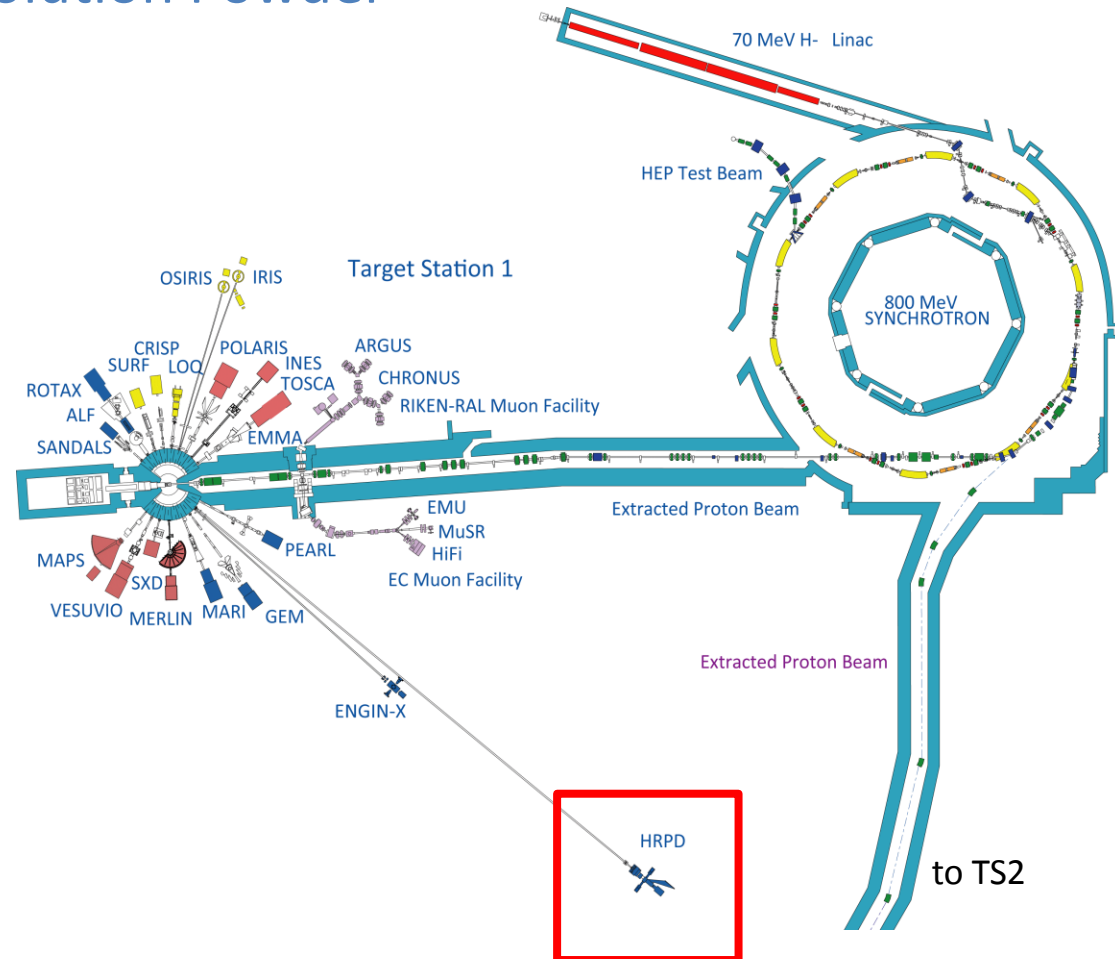 olution Powder
70 MeV H- Linac
HEP Test Beam
Target Station 1
OSIRIS
IRIS
800 MeV
SYNCHROTRON
CRISP
SURF
LOQ
POLARIS
INES
TOSCA
ARGUS
CHRONUS
RIKEN-RAL Muon Facility
ROTAX
ALF
SANDALS
EMMA
Extracted Proton Beam
EMU
MuSR
HiFi
EC Muon Facility
PEARL
MAPS
SXD
VESUVIO
MERLIN
MARI
GEM
Extracted Proton Beam
ENGIN-X
HRPD
to TS2